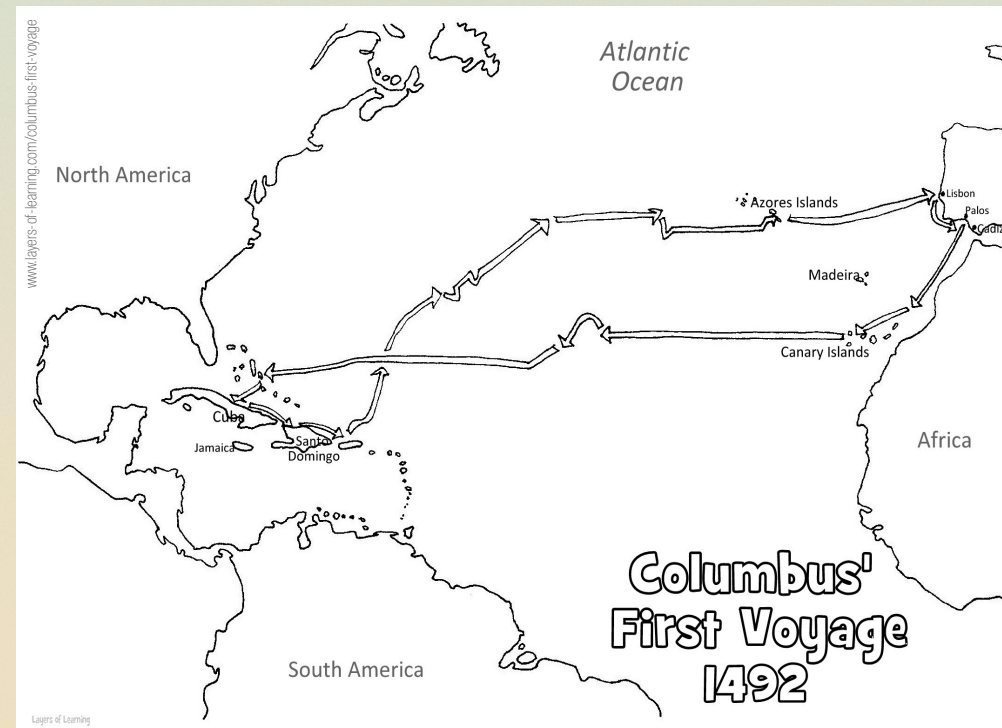 www.layers-of-learning.com/columbus-first-voyage
Atlantic
Ocean
North America
Lisbon
Azores Islands
Palos
Cadiz
Madeira
Canary Islands
Cuba
Africa
Jamaica
Santo
Domingo
Columbus'
First Voyage
1492
South America
Layers of Learning